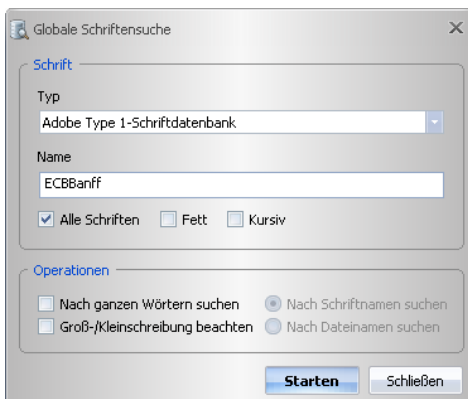 Globale Schriftensuche
Schrift
Typ
Adobe Type 1-Schriftdatenbank
Name
ECBBanff
Alle Schriften Fett Kursiv
Operationen
Nach ganzen Wörtern suchen Nach Schriftnamen suchen
Groß-/Kleinschreibung beachten Nach Dateinamen suchen
Starten Schließen